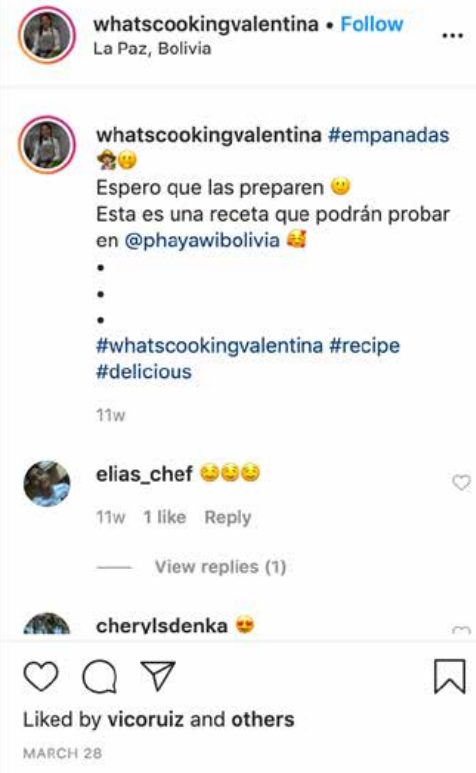 whatscookingvalentina • Follow
La Paz, Bolivia
whatscookingvalentina #empanadas
Espero que las preparen 🙂
Esta es una receta que podrán probar
en @phayawibolivia 🥰
•
•
•
#whatscookingvalentina #recipe
#delicious
11w
elias_chef ☺️☺️☺️
11w 1 like Reply
View replies (1)
cherylsdenka 😍
Liked by vicoruiz and others
MARCH 28